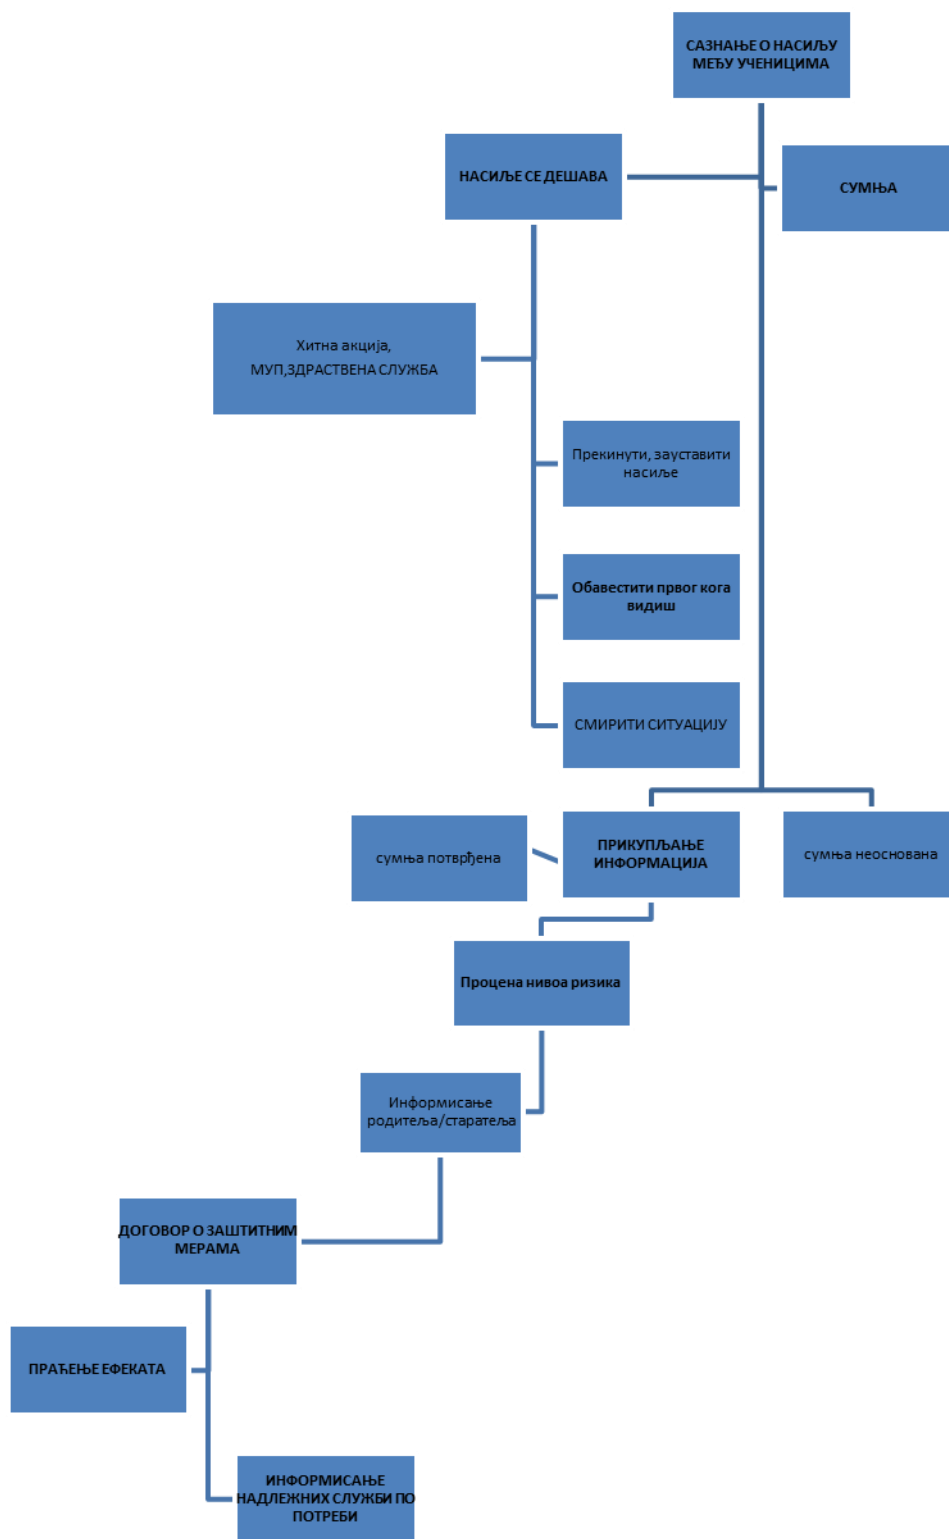 САЗНАЊЕ О НАСИЉУ
МЕЂУ УЧЕНИЦИМА
НАСИЉЕ СЕ ДЕШАВА
СУМЊА
Хитна акција,
МУП,ЗДРАСТВЕНА СЛУЖБА
Прекинути, зауставити
насиље
Обавестити првог кога
видиш
СМИРИТИ СИТУАЦИЈУ
сумња потврђена
ПРИКУПЉАЊЕ
ИНФОРМАЦИЈА
сумња неоснована
Процена нивоа ризика
Информисање
родитеља/старатеља
ДОГОВОР О ЗАШТИТНИМ
МЕРАМА
ПРАЋЕЊЕ ЕФЕКАТА
ИНФОРМИСАЊЕ
НАДЛЕЖНИХ СЛУЖБИ ПО
ПОТРЕБИ